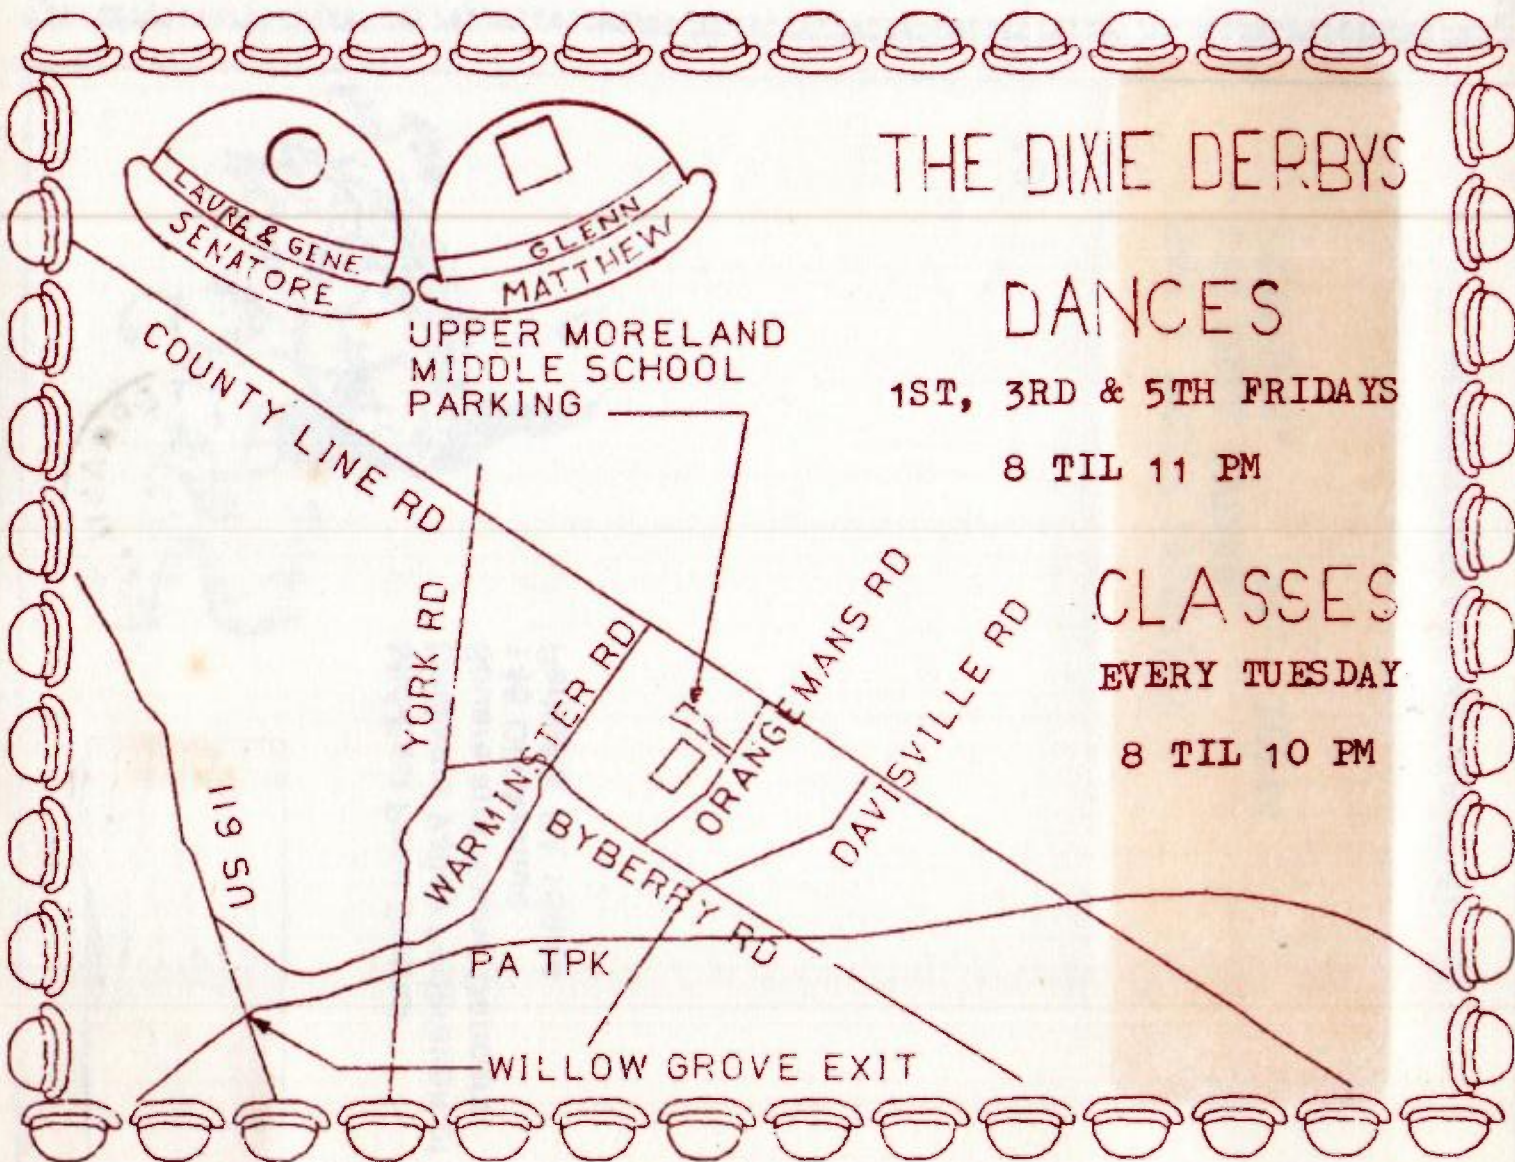 THE DIXIE DERBYS
LAURA & GENE
SENATORE
GLENN
MATTHEW
DANCES
1ST, 3RD & 5TH FRIDAYS
8 TIL 11 PM
CLASSES
EVERY TUESDAY
8 TIL 10 PM
UPPER MORELAND
MIDDLE SCHOOL
PARKING
COUNTY LINE RD
YORK RD
WARMINSTER RD
ORANGEMANS RD
DAVISVILLE RD
BYBERRY RD
US 611
PA TPK
WILLOW GROVE EXIT